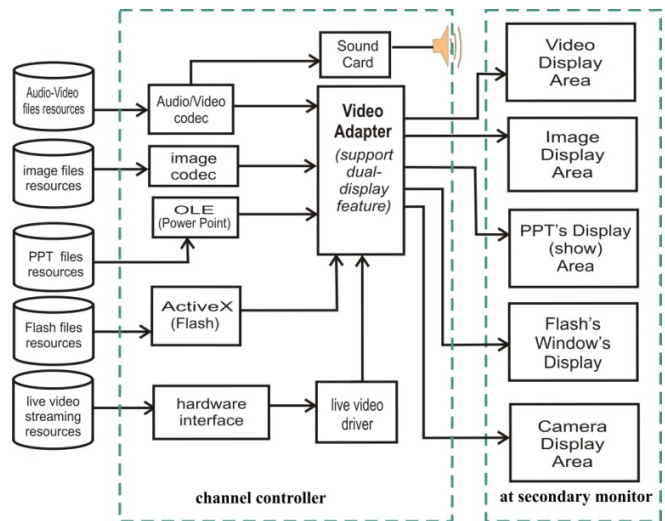 Audio-Video
files resources
image files
resources
PPT files
resources
Flash files
resources
live video
streaming
resources
Sound
Card
Audio/Video
codec
image
codec
OLE
(Power Point)
ActiveX
(Flash)
hardware
interface
live video
driver
Video
Adapter
(support
dual-
display
feature)
channel controller
Video
Display
Area
Image
Display
Area
PPT's Display
(show)
Area
Flash's
Window's
Display
Camera
Display
Area
at secondary monitor